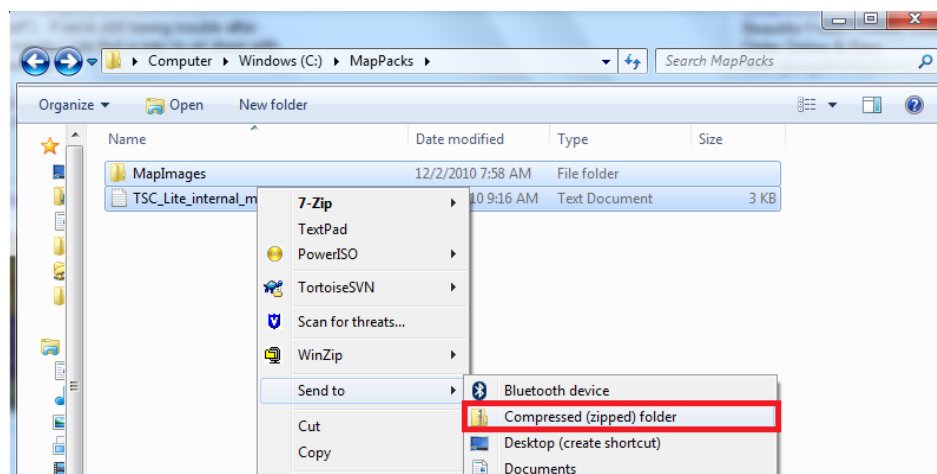 Computer Windows (C:) MapPacks Search MapPacks
Organize Open New folder
Name Date modified Type Size
MapImages 12/2/2010 7:58 AM File folder
TSC_Lite_internal_m 10 9:16 AM Text Document 3 KB
7-Zip
TextPad
PowerISO
TortoiseSVN
Scan for threats...
WinZip
Send to
Cut
Copy
Bluetooth device
Compressed (zipped) folder
Desktop (create shortcut)
Documents